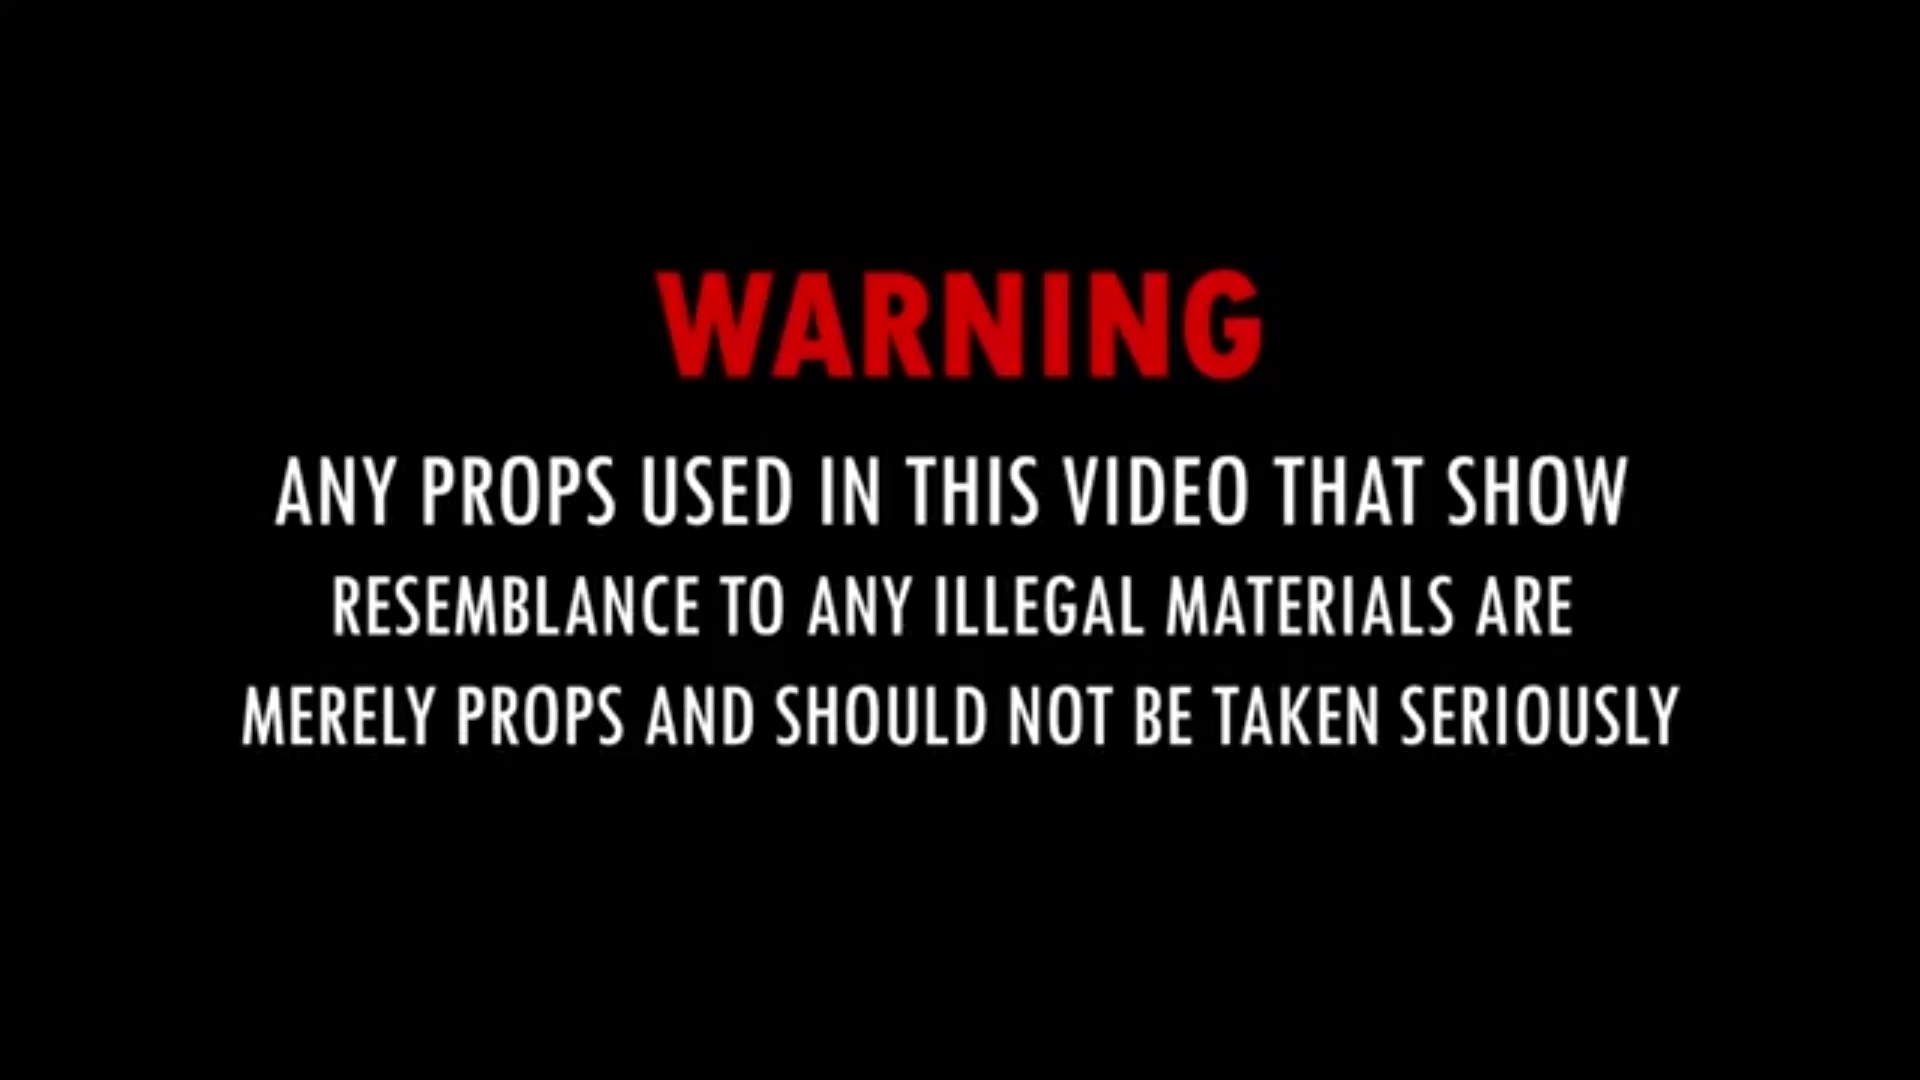 WARNING
ANY PROPS USED IN THIS VIDEO THAT SHOW
RESEMBLANCE TO ANY ILLEGAL MATERIALS ARE
MERELY PROPS AND SHOULD NOT BE TAKEN SERIOUSLY